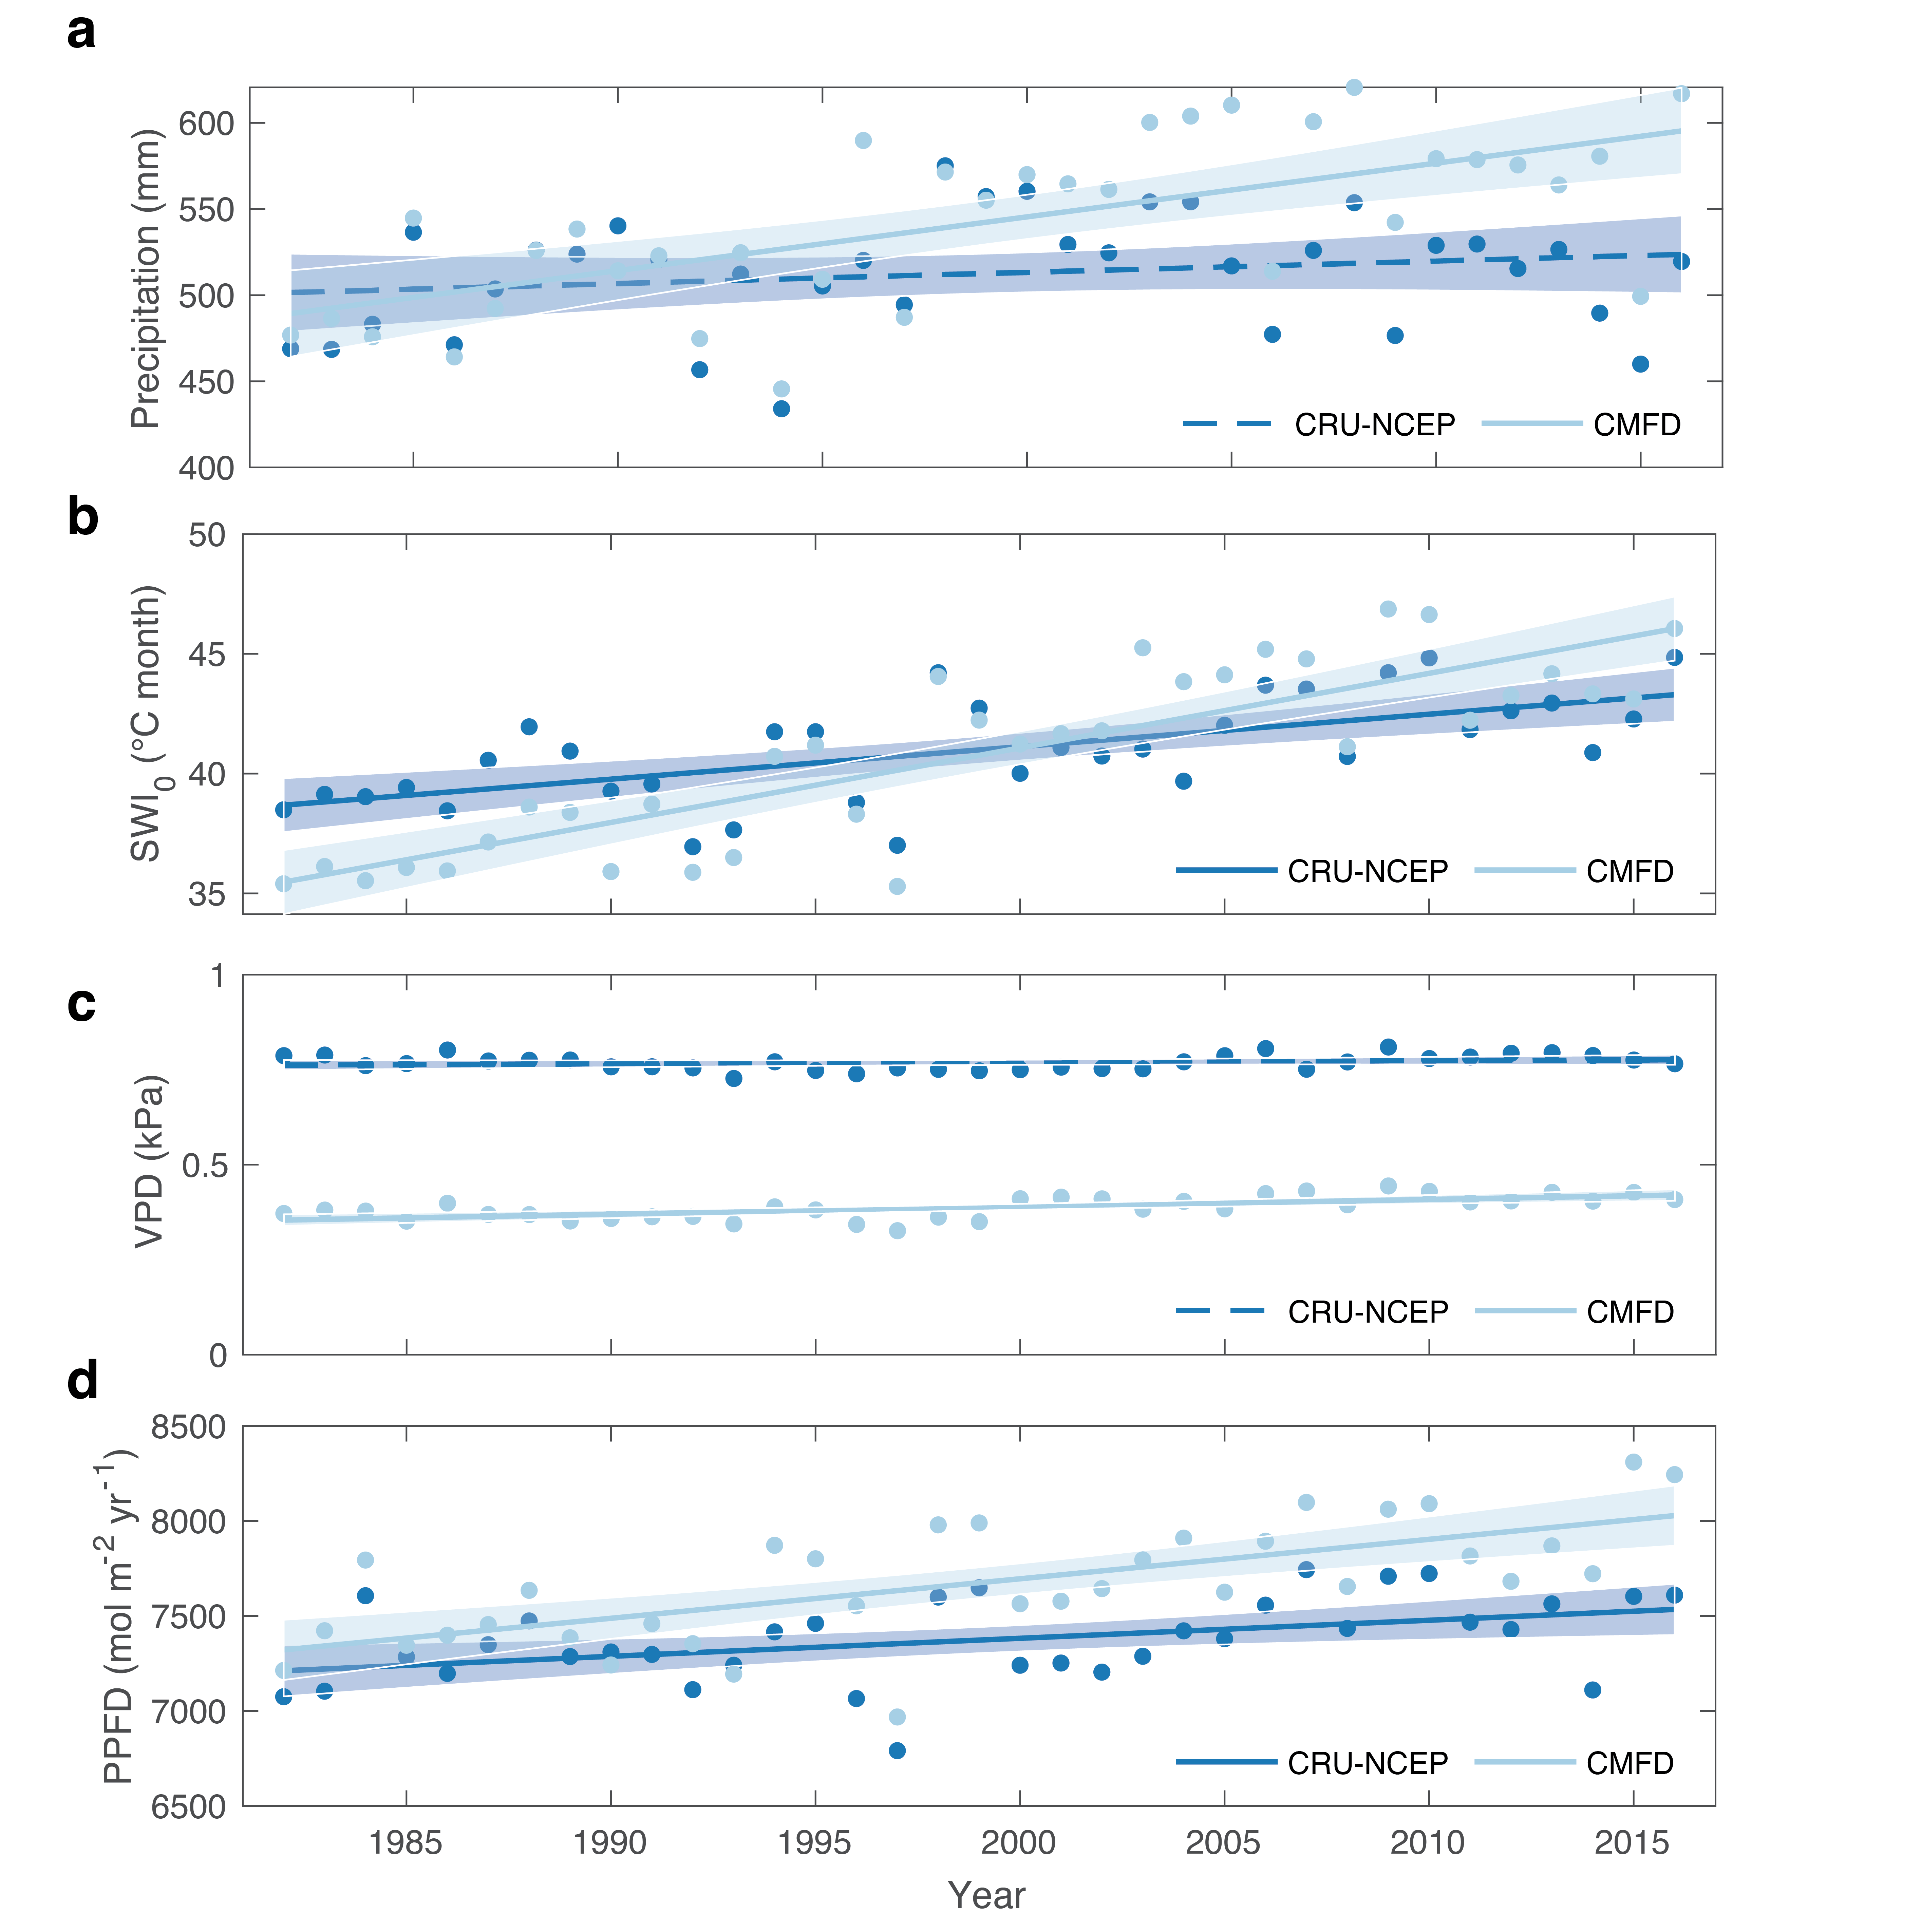 a
Precipitation (mm)
600
550
500
450
400
CRU-NCEP CMFD
b
SWI₀ (°C month)
50
45
40
35
CRU-NCEP CMFD
c
VPD (kPa)
1
0.5
0
CRU-NCEP CMFD
d
PPFD (mol m⁻² yr⁻¹)
8500
8000
7500
7000
6500
CRU-NCEP CMFD
1985 1990 1995 2000 2005 2010 2015
Year